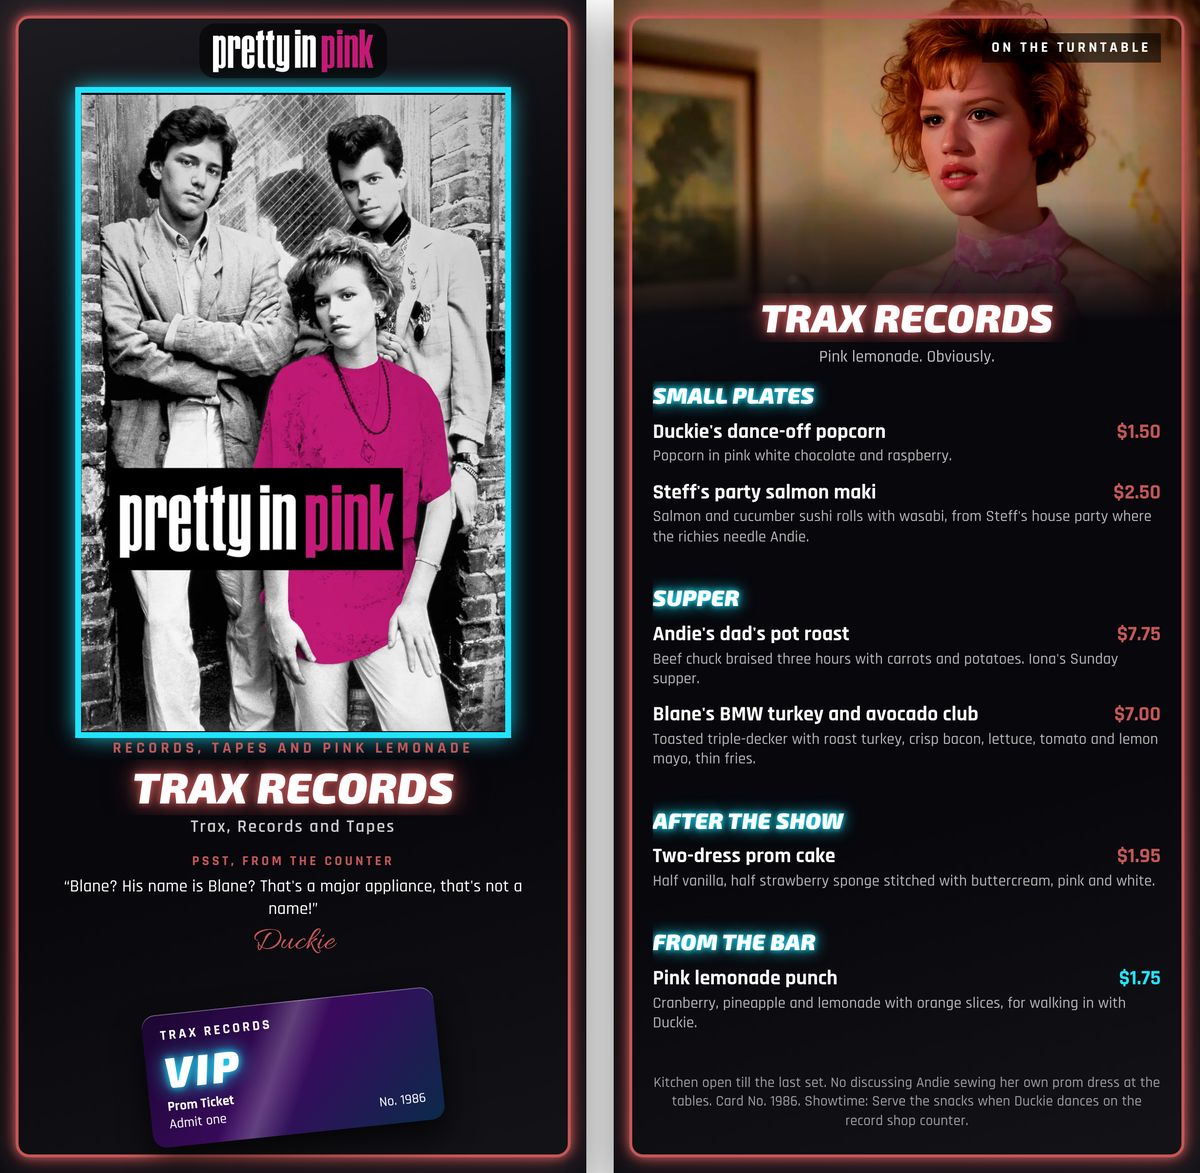 pretty in pink
pretty in pink
RECORDS, TAPES AND PINK LEMONADE
TRAX RECORDS
Trax, Records and Tapes
PSST, FROM THE COUNTER
“Blane? His name is Blane? That's a major appliance, that's not a
name!”
Duckie
TRAX RECORDS
VIP
Prom Ticket
Admit one
No. 1986
ON THE TURNTABLE
TRAX RECORDS
Pink lemonade. Obviously.
SMALL PLATES
Duckie's dance-off popcorn $1.50
Popcorn in pink white chocolate and raspberry.
Steff's party salmon maki $2.50
Salmon and cucumber sushi rolls with wasabi, from Steff's house party where
the richies needle Andie.
SUPPER
Andie's dad's pot roast $7.75
Beef chuck braised three hours with carrots and potatoes. Iona's Sunday
supper.
Blane's BMW turkey and avocado club $7.00
Toasted triple-decker with roast turkey, crisp bacon, lettuce, tomato and lemon
mayo, thin fries.
AFTER THE SHOW
Two-dress prom cake $1.95
Half vanilla, half strawberry sponge stitched with buttercream, pink and white.
FROM THE BAR
Pink lemonade punch $1.75
Cranberry, pineapple and lemonade with orange slices, for walking in with
Duckie.
Kitchen open till the last set. No discussing Andie sewing her own prom dress at the
tables. Card No. 1986. Showtime: Serve the snacks when Duckie dances on the
record shop counter.